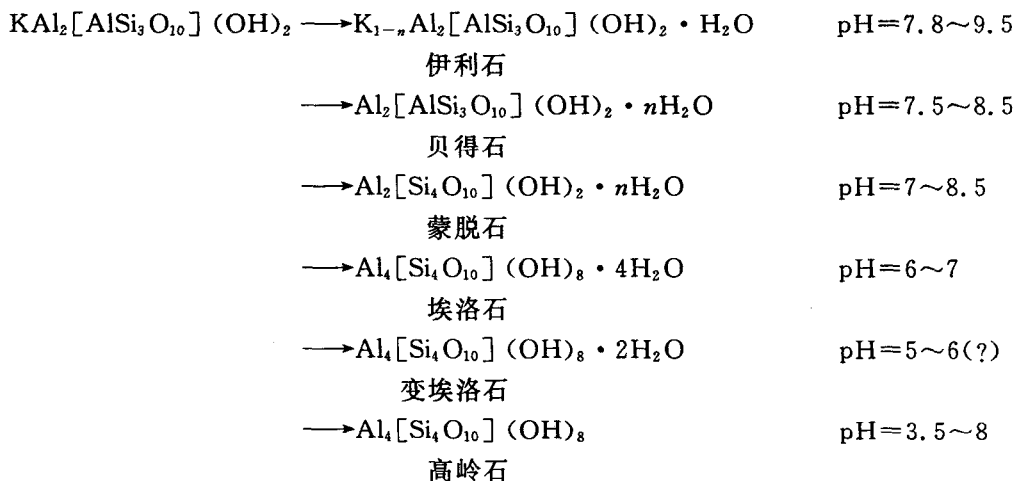 KAl₂[AlSi₃O₁₀](OH)₂ ⟶K₁₋ₙAl₂[AlSi₃O₁₀](OH)₂·H₂O pH=7.8~9.5
伊利石
⟶Al₂[AlSi₃O₁₀](OH)₂·nH₂O pH=7.5~8.5
贝得石
⟶Al₂[Si₄O₁₀](OH)₂·nH₂O pH=7~8.5
蒙脱石
⟶Al₄[Si₄O₁₀](OH)₈·4H₂O pH=6~7
埃洛石
⟶Al₄[Si₄O₁₀](OH)₈·2H₂O pH=5~6(?)
变埃洛石
⟶Al₄[Si₄O₁₀](OH)₈ pH=3.5~8
高岭石